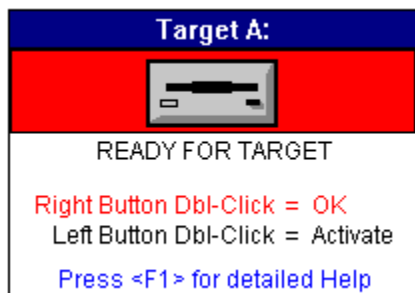 Target A:
READY FOR TARGET
Right Button Dbl-Click = OK
Left Button Dbl-Click = Activate
Press <F1> for detailed Help